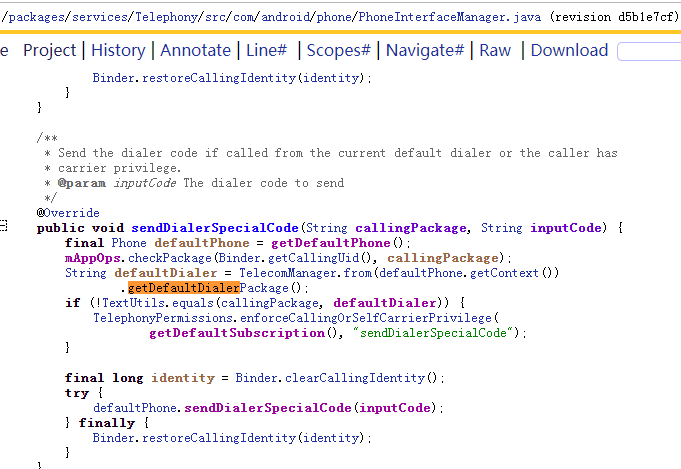 /packages/services/Telephony/src/com/android/phone/PhoneInterfaceManager.java (revision d5b1e7cf)
e Project | History | Annotate | Line# | Scopes# | Navigate# | Raw | Download
Binder.restoreCallingIdentity(identity);
}
}
/**
* Send the dialer code if called from the current default dialer or the caller has
* carrier privilege.
* @param inputCode The dialer code to send
*/
@Override
public void sendDialerSpecialCode(String callingPackage, String inputCode) {
final Phone defaultPhone = getDefaultPhone();
mAppOps.checkPackage(Binder.getCallingUid(), callingPackage);
String defaultDialer = TelecomManager.from(defaultPhone.getContext())
.getDefaultDialerPackage();
if (!TextUtils.equals(callingPackage, defaultDialer)) {
TelephonyPermissions.enforceCallingOrSelfCarrierPrivilege(
getDefaultSubscription(), "sendDialerSpecialCode");
}
final long identity = Binder.clearCallingIdentity();
try {
defaultPhone.sendDialerSpecialCode(inputCode);
} finally {
Binder.restoreCallingIdentity(identity);
}
}